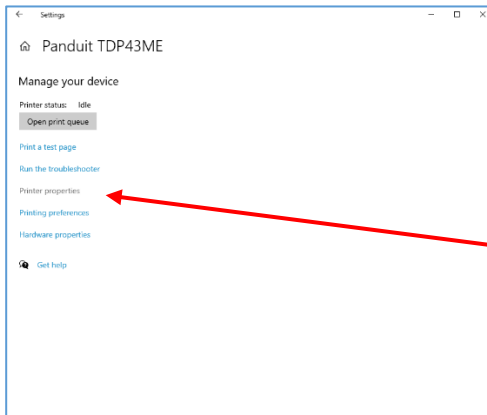 Settings
Panduit TDP43ME
Manage your device
Printer status: Idle
Open print queue
Print a test page
Run the troubleshooter
Printer properties
Printing preferences
Hardware properties
Get help